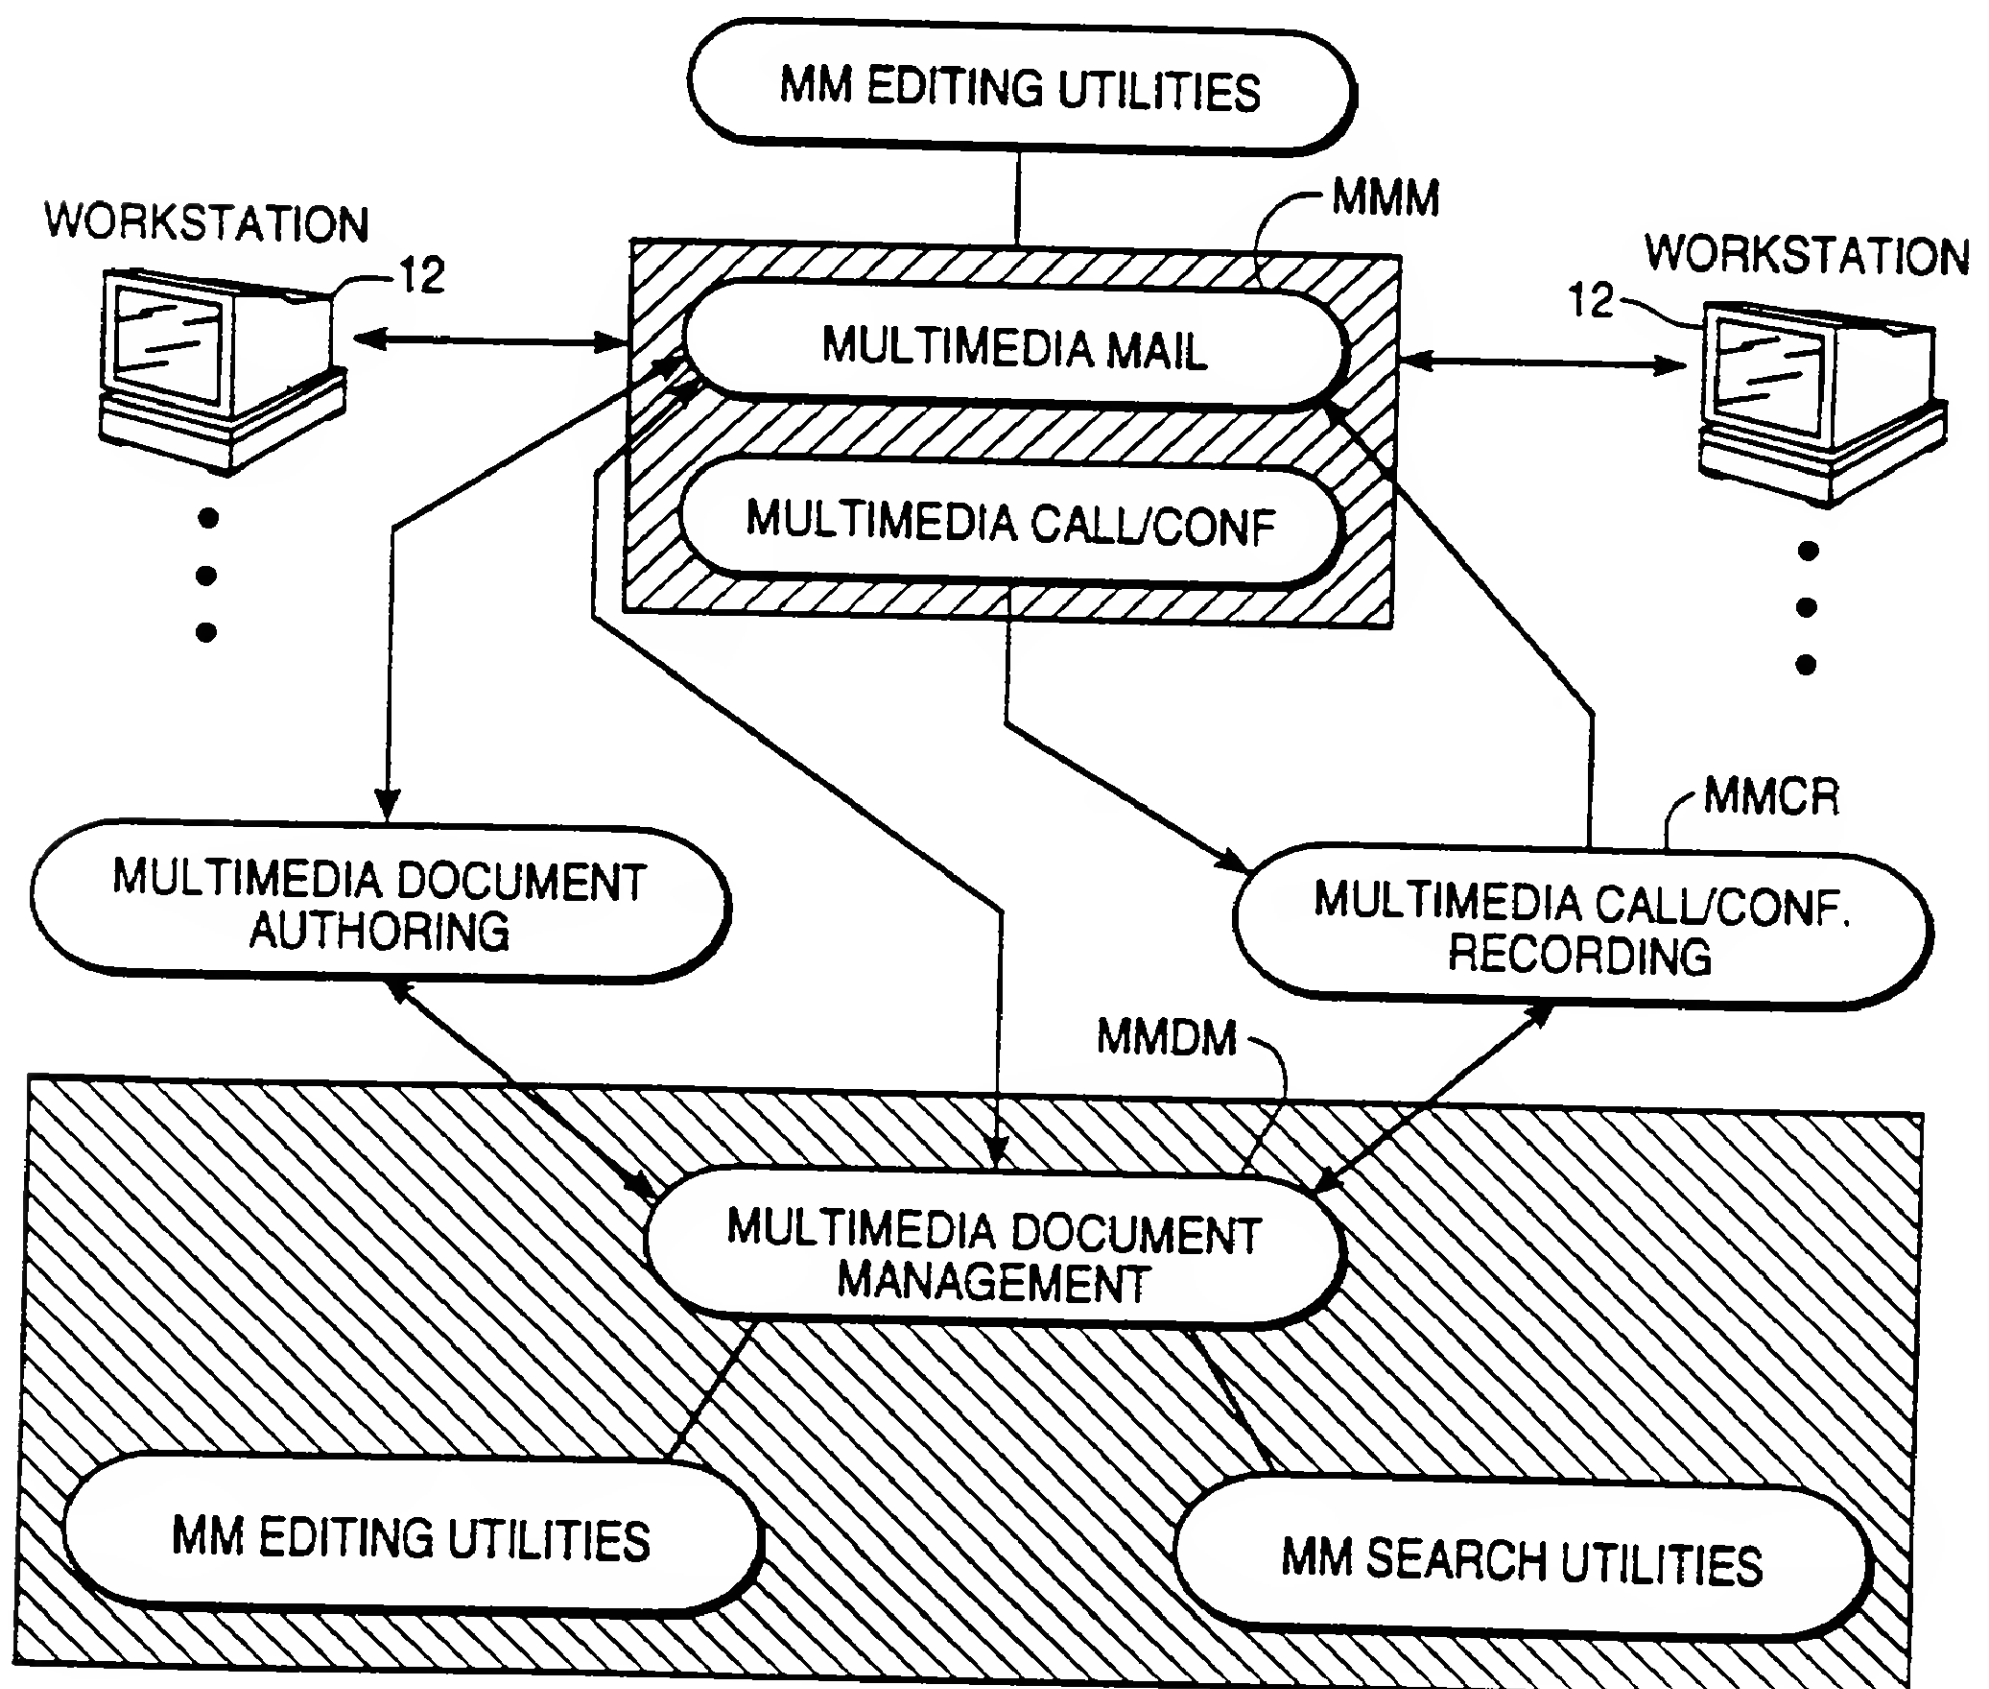 MM EDITING UTILITIES
MMM
WORKSTATION
12
WORKSTATION
12
MULTIMEDIA MAIL
MULTIMEDIA CALL/CONF
MMCR
MULTIMEDIA DOCUMENT
AUTHORING
MULTIMEDIA CALL/CONF.
RECORDING
MMDM
MULTIMEDIA DOCUMENT
MANAGEMENT
MM EDITING UTILITIES
MM SEARCH UTILITIES